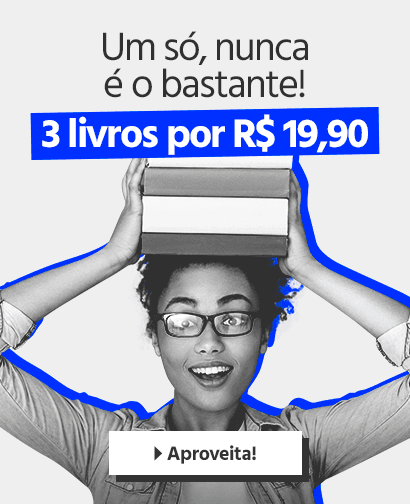 Um só, nunca
é o bastante!
3 livros por R$ 19,90
Aproveita!